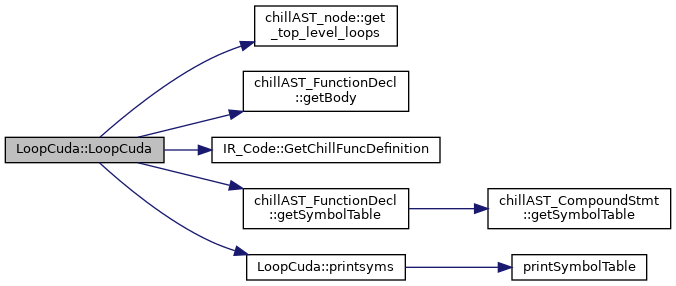 chillAST_node::get
_top_level_loops
chillAST_FunctionDecl
::getBody
LoopCuda::LoopCuda
IR_Code::GetChillFuncDefinition
chillAST_FunctionDecl
::getSymbolTable
chillAST_CompoundStmt
::getSymbolTable
LoopCuda::printsyms
printSymbolTable